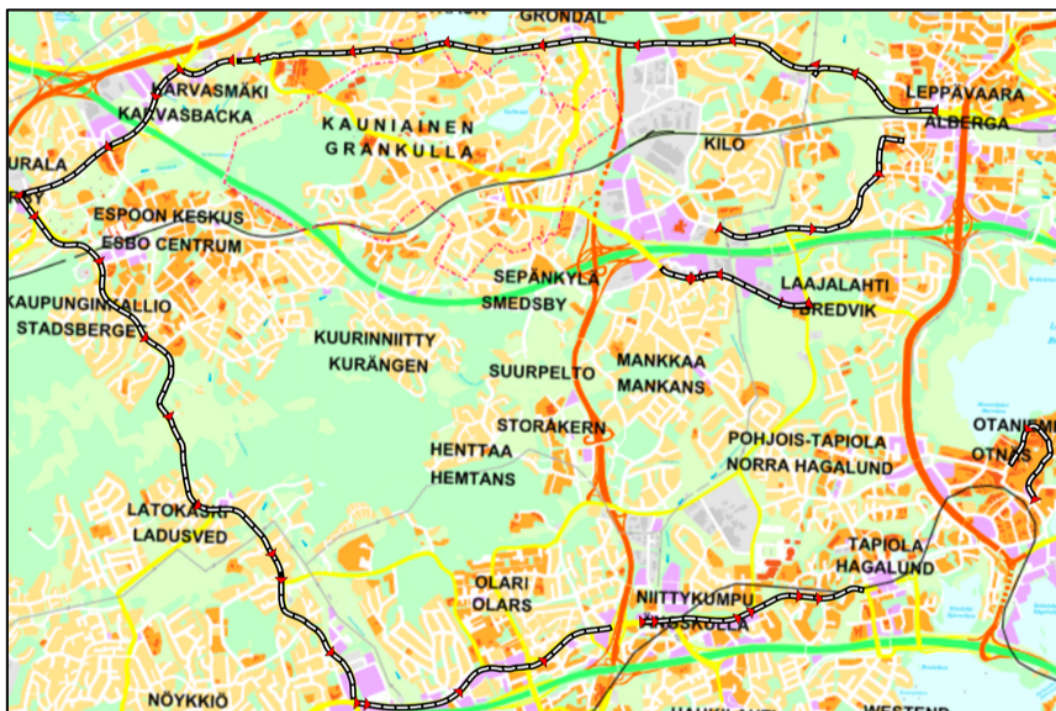 GRÖNDAL
KARVASMÄKI
KARVASBACKA
LEPPÄVAARA
ALBERGA
KAUNIAINEN
GRANKULLA
KILO
ESPOON KESKUS
ESBO CENTRUM
SEPÄNKYLÄ
SMEDSBY
LAAJALAHTI
BREDVIK
KAUPUNGINKALLIO
STADSBERGET
KUURINNIITTY
KURÄNGEN
SUURPELTO
STORÅKERN
MANKKAA
MANKANS
OTANIEMI
OTNÄS
HENTTAA
HEMTANS
POHJOIS-TAPIOLA
NORRA HAGALUND
LATOKASKI
LADUSVED
TAPIOLA
HAGALUND
OLARI
OLARS
NIITTYKUMPU
NÖYKKIÖ
WESTEND